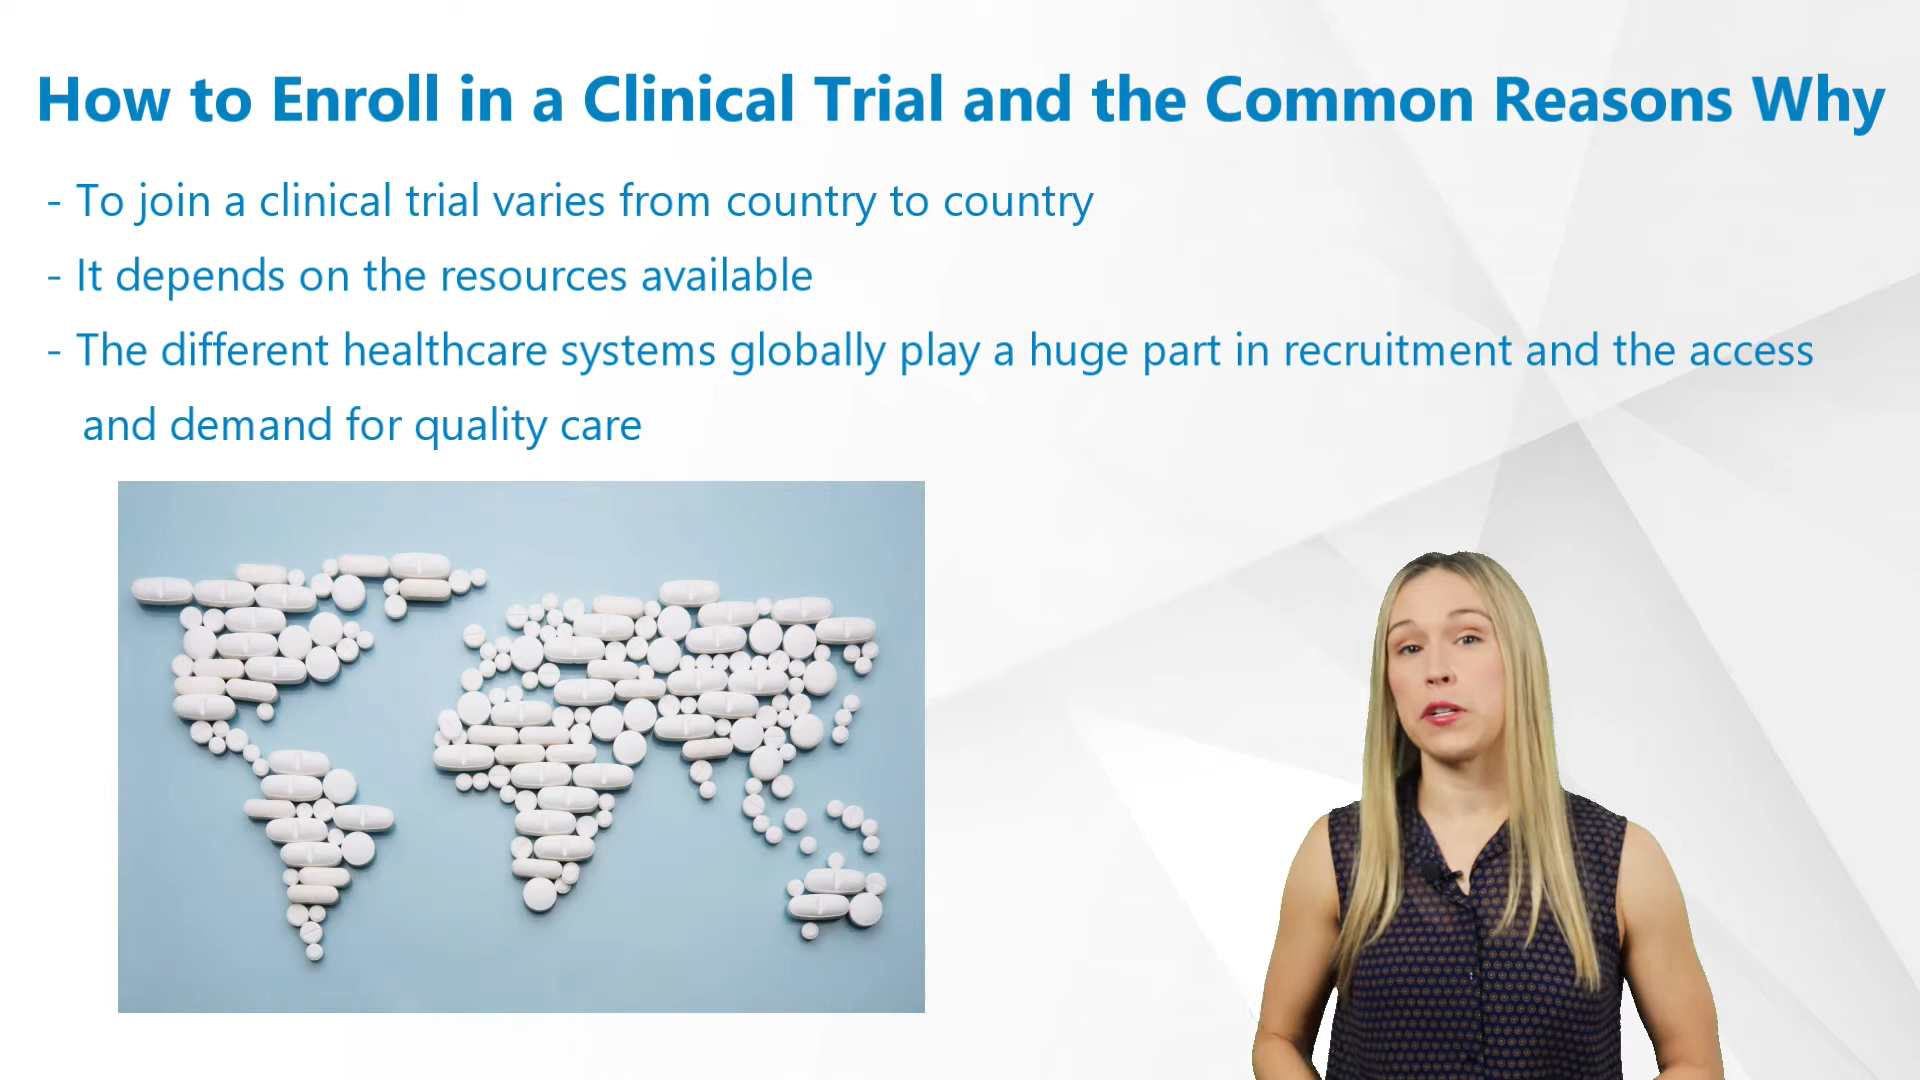 How to Enroll in a Clinical Trial and the Common Reasons Why
- To join a clinical trial varies from country to country
- It depends on the resources available
- The different healthcare systems globally play a huge part in recruitment and the access
and demand for quality care